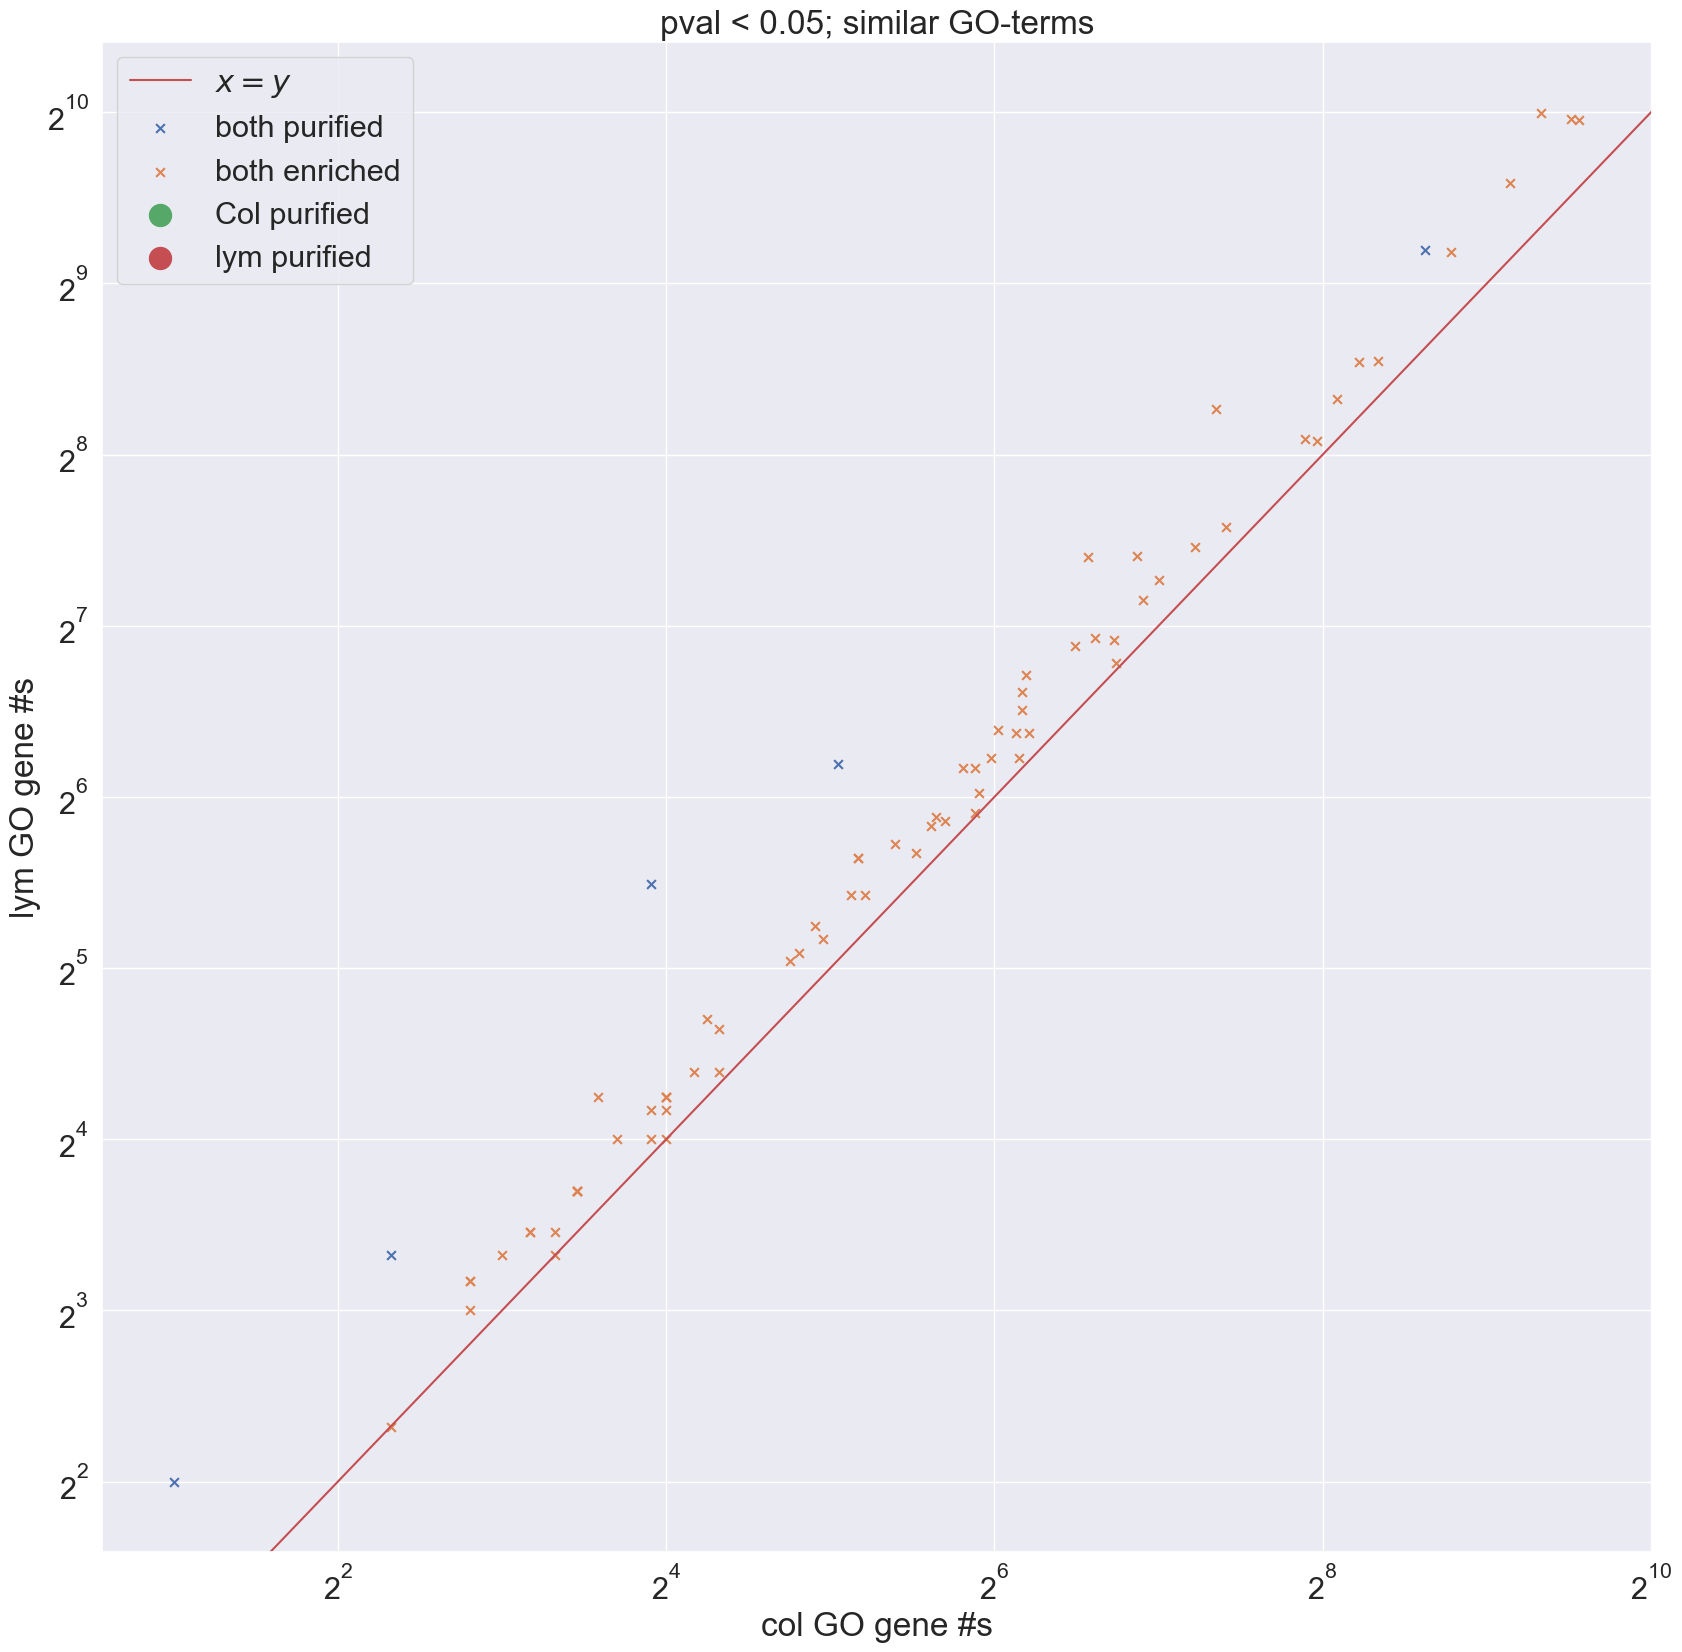 pval < 0.05; similar GO-terms
x = y
both purified
both enriched
Col purified
lym purified
2^10
2^9
2^8
2^7
2^6
2^5
2^4
2^3
2^2
lym GO gene #s
2^2 2^4 2^6 2^8 2^10
col GO gene #s